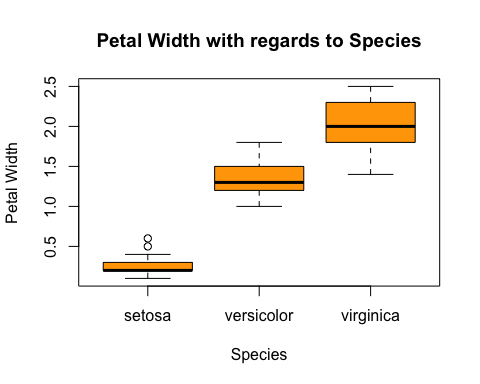 Petal Width with regards to Species
Petal Width
2.5
2.0
1.5
1.0
0.5
setosa versicolor virginica
Species